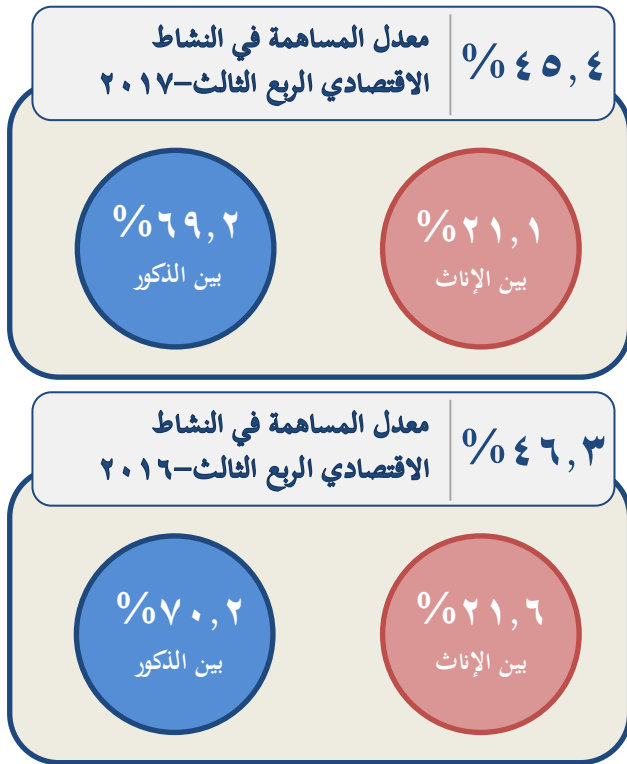 %٤٥,٤
معدل المساهمة في النشاط
الاقتصادي الربع الثالث–٢٠١٧
%٢١,١
بين الإناث
%٦٩,٢
بين الذكور
%٤٦,٣
معدل المساهمة في النشاط
الاقتصادي الربع الثالث–٢٠١٦
%٢١,٦
بين الإناث
%٧٠,٢
بين الذكور